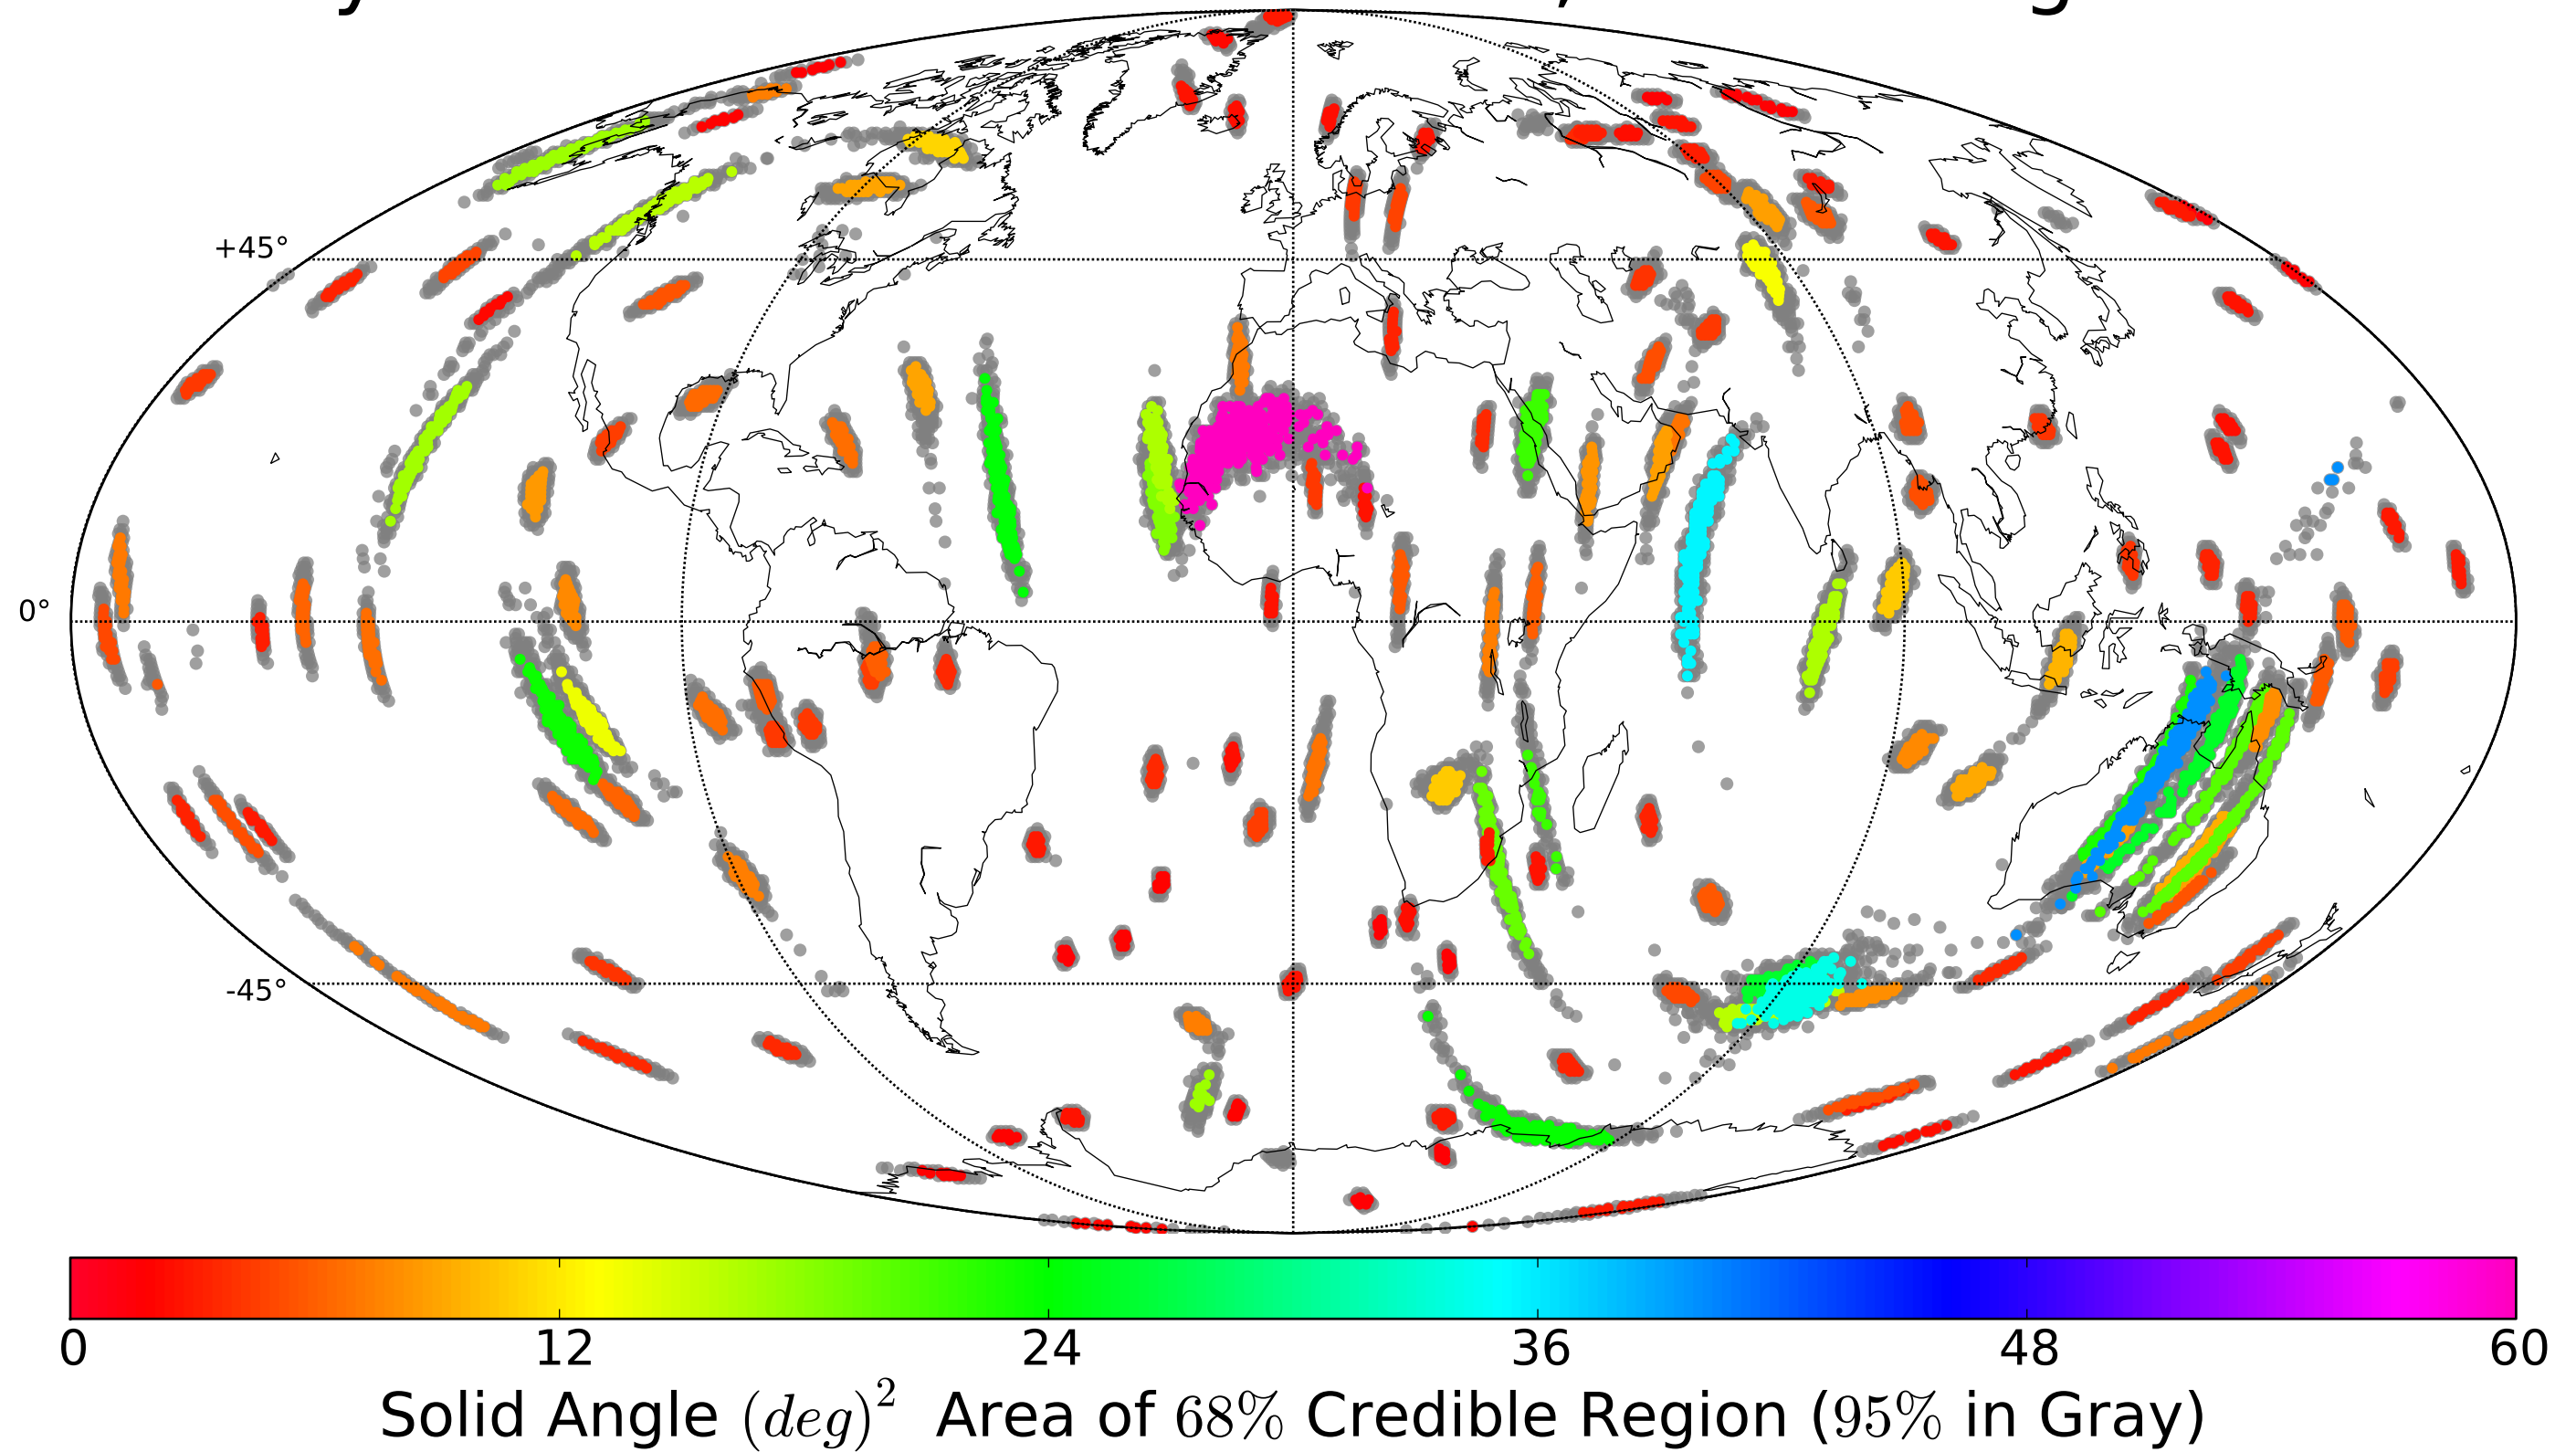 +45°
0°
-45°
0 12 24 36 48 60
Solid Angle (deg)² Area of 68% Credible Region (95% in Gray)